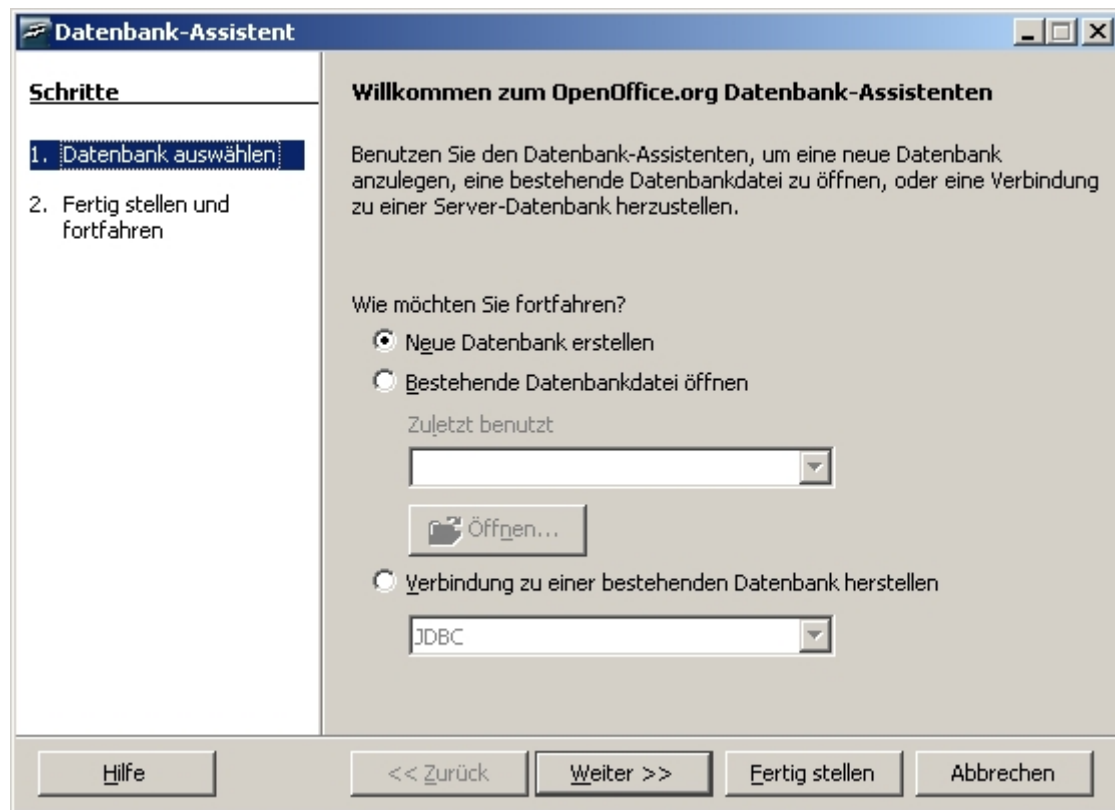 Datenbank-Assistent
Schritte
1. Datenbank auswählen
2. Fertig stellen und
fortfahren
Willkommen zum OpenOffice.org Datenbank-Assistenten
Benutzen Sie den Datenbank-Assistenten, um eine neue Datenbank
anzulegen, eine bestehende Datenbankdatei zu öffnen, oder eine Verbindung
zu einer Server-Datenbank herzustellen.
Wie möchten Sie fortfahren?
Neue Datenbank erstellen
Bestehende Datenbankdatei öffnen
Zuletzt benutzt
Öffnen...
Verbindung zu einer bestehenden Datenbank herstellen
JDBC
Hilfe
<< Zurück
Weiter >>
Fertig stellen
Abbrechen